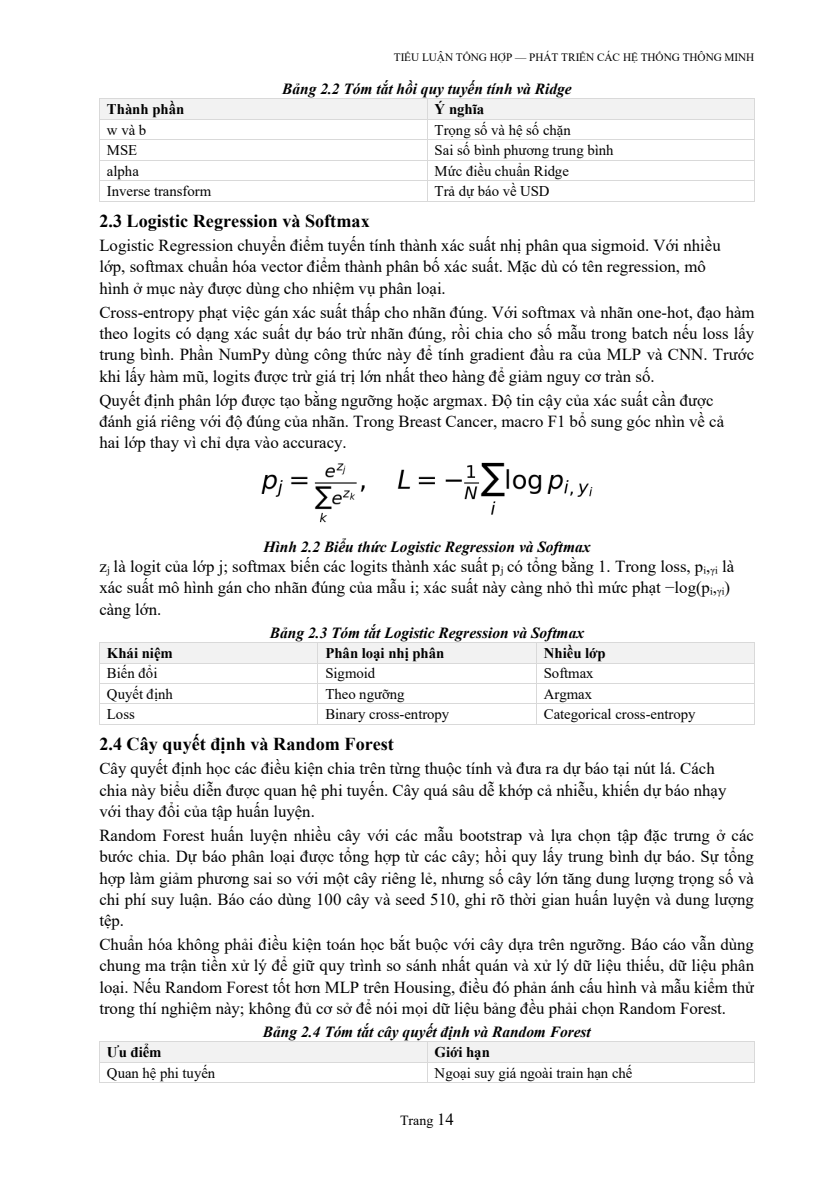 TIỂU LUẬN TỔNG HỢP — PHÁT TRIỂN CÁC HỆ THỐNG THÔNG MINH
Bảng 2.2 Tóm tắt hồi quy tuyến tính và Ridge
Thành phần Ý nghĩa
w và b Trọng số và hệ số chặn
MSE Sai số bình phương trung bình
alpha Mức điều chuẩn Ridge
Inverse transform Trả dự báo về USD
2.3 Logistic Regression và Softmax
Logistic Regression chuyển điểm tuyến tính thành xác suất nhị phân qua sigmoid. Với nhiều
lớp, softmax chuẩn hóa vector điểm thành phân bố xác suất. Mặc dù có tên regression, mô
hình ở mục này được dùng cho nhiệm vụ phân loại.
Cross-entropy phạt việc gán xác suất thấp cho nhãn đúng. Với softmax và nhãn one-hot, đạo hàm
theo logits có dạng xác suất dự báo trừ nhãn đúng, rồi chia cho số mẫu trong batch nếu loss lấy
trung bình. Phần NumPy dùng công thức này để tính gradient đầu ra của MLP và CNN. Trước
khi lấy hàm mũ, logits được trừ giá trị lớn nhất theo hàng để giảm nguy cơ tràn số.
Quyết định phân lớp được tạo bằng ngưỡng hoặc argmax. Độ tin cậy của xác suất cần được
đánh giá riêng với độ đúng của nhãn. Trong Breast Cancer, macro F1 bổ sung góc nhìn về cả
hai lớp thay vì chỉ dựa vào accuracy.
p_j = e^{z_j} / ∑_k e^{z_k}, L = −1/N ∑_i log p_{i, y_i}
Hình 2.2 Biểu thức Logistic Regression và Softmax
zⱼ là logit của lớp j; softmax biến các logits thành xác suất pⱼ có tổng bằng 1. Trong loss, pᵢ,ᵧᵢ là
xác suất mô hình gán cho nhãn đúng của mẫu i; xác suất này càng nhỏ thì mức phạt −log(pᵢ,ᵧᵢ)
càng lớn.
Bảng 2.3 Tóm tắt Logistic Regression và Softmax
Khái niệm Phân loại nhị phân Nhiều lớp
Biến đổi Sigmoid Softmax
Quyết định Theo ngưỡng Argmax
Loss Binary cross-entropy Categorical cross-entropy
2.4 Cây quyết định và Random Forest
Cây quyết định học các điều kiện chia trên từng thuộc tính và đưa ra dự báo tại nút lá. Cách
chia này biểu diễn được quan hệ phi tuyến. Cây quá sâu dễ khớp cả nhiễu, khiến dự báo nhạy
với thay đổi của tập huấn luyện.
Random Forest huấn luyện nhiều cây với các mẫu bootstrap và lựa chọn tập đặc trưng ở các
bước chia. Dự báo phân loại được tổng hợp từ các cây; hồi quy lấy trung bình dự báo. Sự tổng
hợp làm giảm phương sai so với một cây riêng lẻ, nhưng số cây lớn tăng dung lượng trọng số và
chi phí suy luận. Báo cáo dùng 100 cây và seed 510, ghi rõ thời gian huấn luyện và dung lượng
tệp.
Chuẩn hóa không phải điều kiện toán học bắt buộc với cây dựa trên ngưỡng. Báo cáo vẫn dùng
chung ma trận tiền xử lý để giữ quy trình so sánh nhất quán và xử lý dữ liệu thiếu, dữ liệu phân
loại. Nếu Random Forest tốt hơn MLP trên Housing, điều đó phản ánh cấu hình và mẫu kiểm thử
trong thí nghiệm này; không đủ cơ sở để nói mọi dữ liệu bảng đều phải chọn Random Forest.
Bảng 2.4 Tóm tắt cây quyết định và Random Forest
Ưu điểm Giới hạn
Quan hệ phi tuyến Ngoại suy giá ngoài train hạn chế
Trang 14